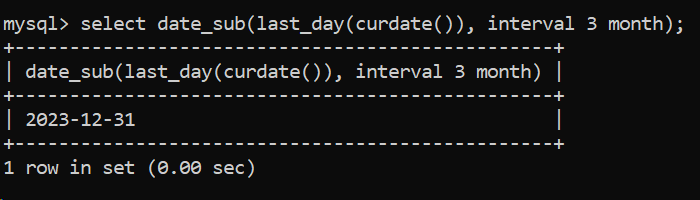 mysql> select date_sub(last_day(curdate()), interval 3 month);
+-----------------------------------------------+
| date_sub(last_day(curdate()), interval 3 month) |
+-----------------------------------------------+
| 2023-12-31                                      |
+-----------------------------------------------+
1 row in set (0.00 sec)